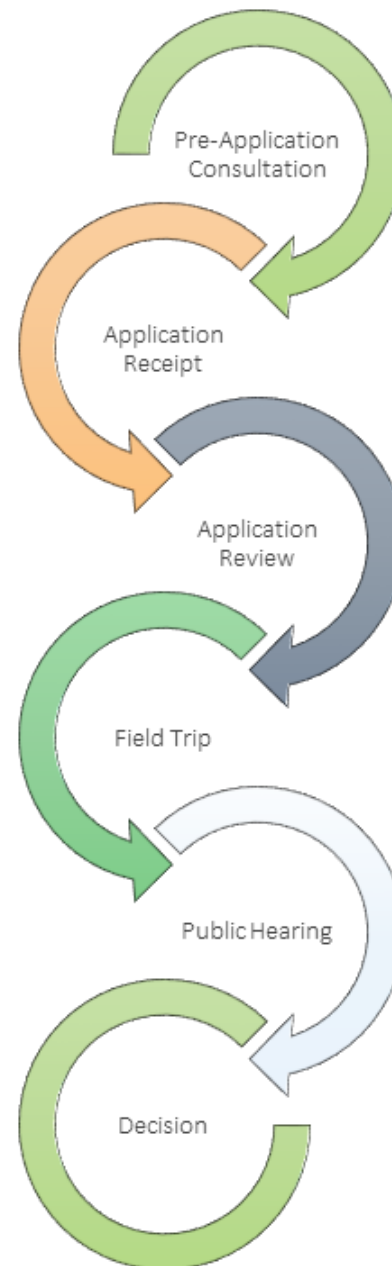 Pre-Application
Consultation
Application
Receipt
Application
Review
Field Trip
Public Hearing
Decision